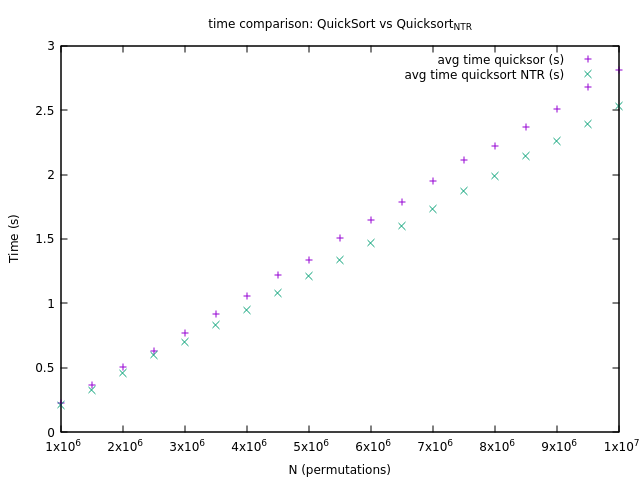 time comparison: QuickSort vs Quicksort_NTR
avg time quicksor (s)
avg time quicksort NTR (s)
Time (s)
3
2.5
2
1.5
1
0.5
0
1x10^6 2x10^6 3x10^6 4x10^6 5x10^6 6x10^6 7x10^6 8x10^6 9x10^6 1x10^7
N (permutations)